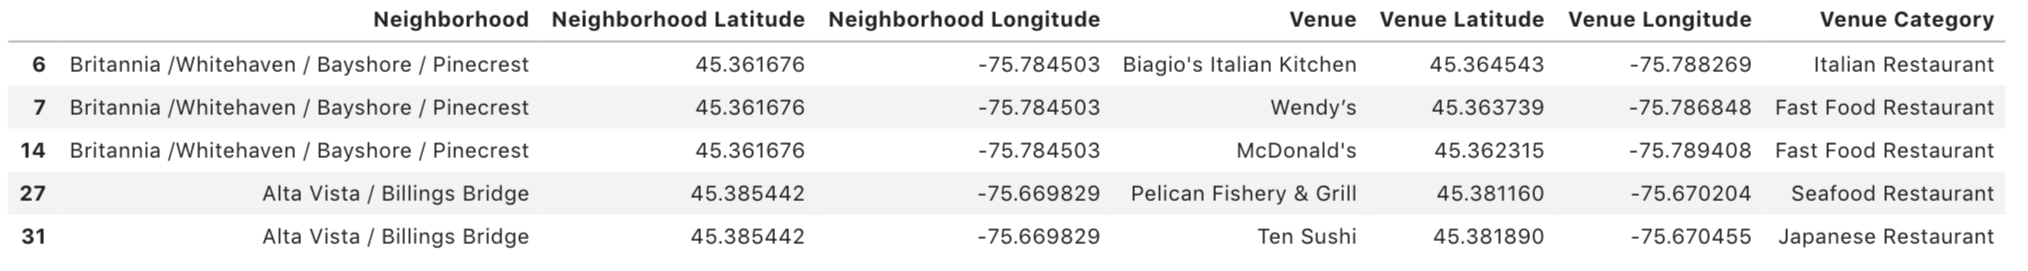 Neighborhood Neighborhood Latitude Neighborhood Longitude Venue Venue Latitude Venue Longitude Venue Category
6 Britannia /Whitehaven / Bayshore / Pinecrest 45.361676 -75.784503 Biagio's Italian Kitchen 45.364543 -75.788269 Italian Restaurant
7 Britannia /Whitehaven / Bayshore / Pinecrest 45.361676 -75.784503 Wendy’s 45.363739 -75.786848 Fast Food Restaurant
14 Britannia /Whitehaven / Bayshore / Pinecrest 45.361676 -75.784503 McDonald's 45.362315 -75.789408 Fast Food Restaurant
27 Alta Vista / Billings Bridge 45.385442 -75.669829 Pelican Fishery & Grill 45.381160 -75.670204 Seafood Restaurant
31 Alta Vista / Billings Bridge 45.385442 -75.669829 Ten Sushi 45.381890 -75.670455 Japanese Restaurant